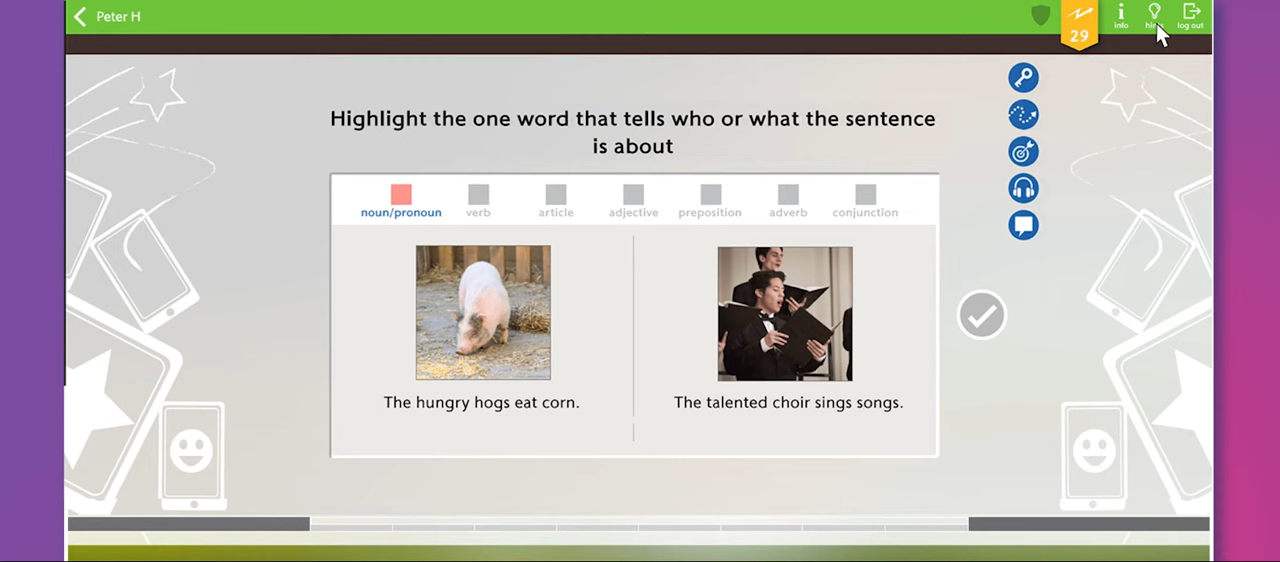 Peter H
29
info
log out
Highlight the one word that tells who or what the sentence
is about
noun/pronoun verb article adjective preposition adverb conjunction
The hungry hogs eat corn.
The talented choir sings songs.